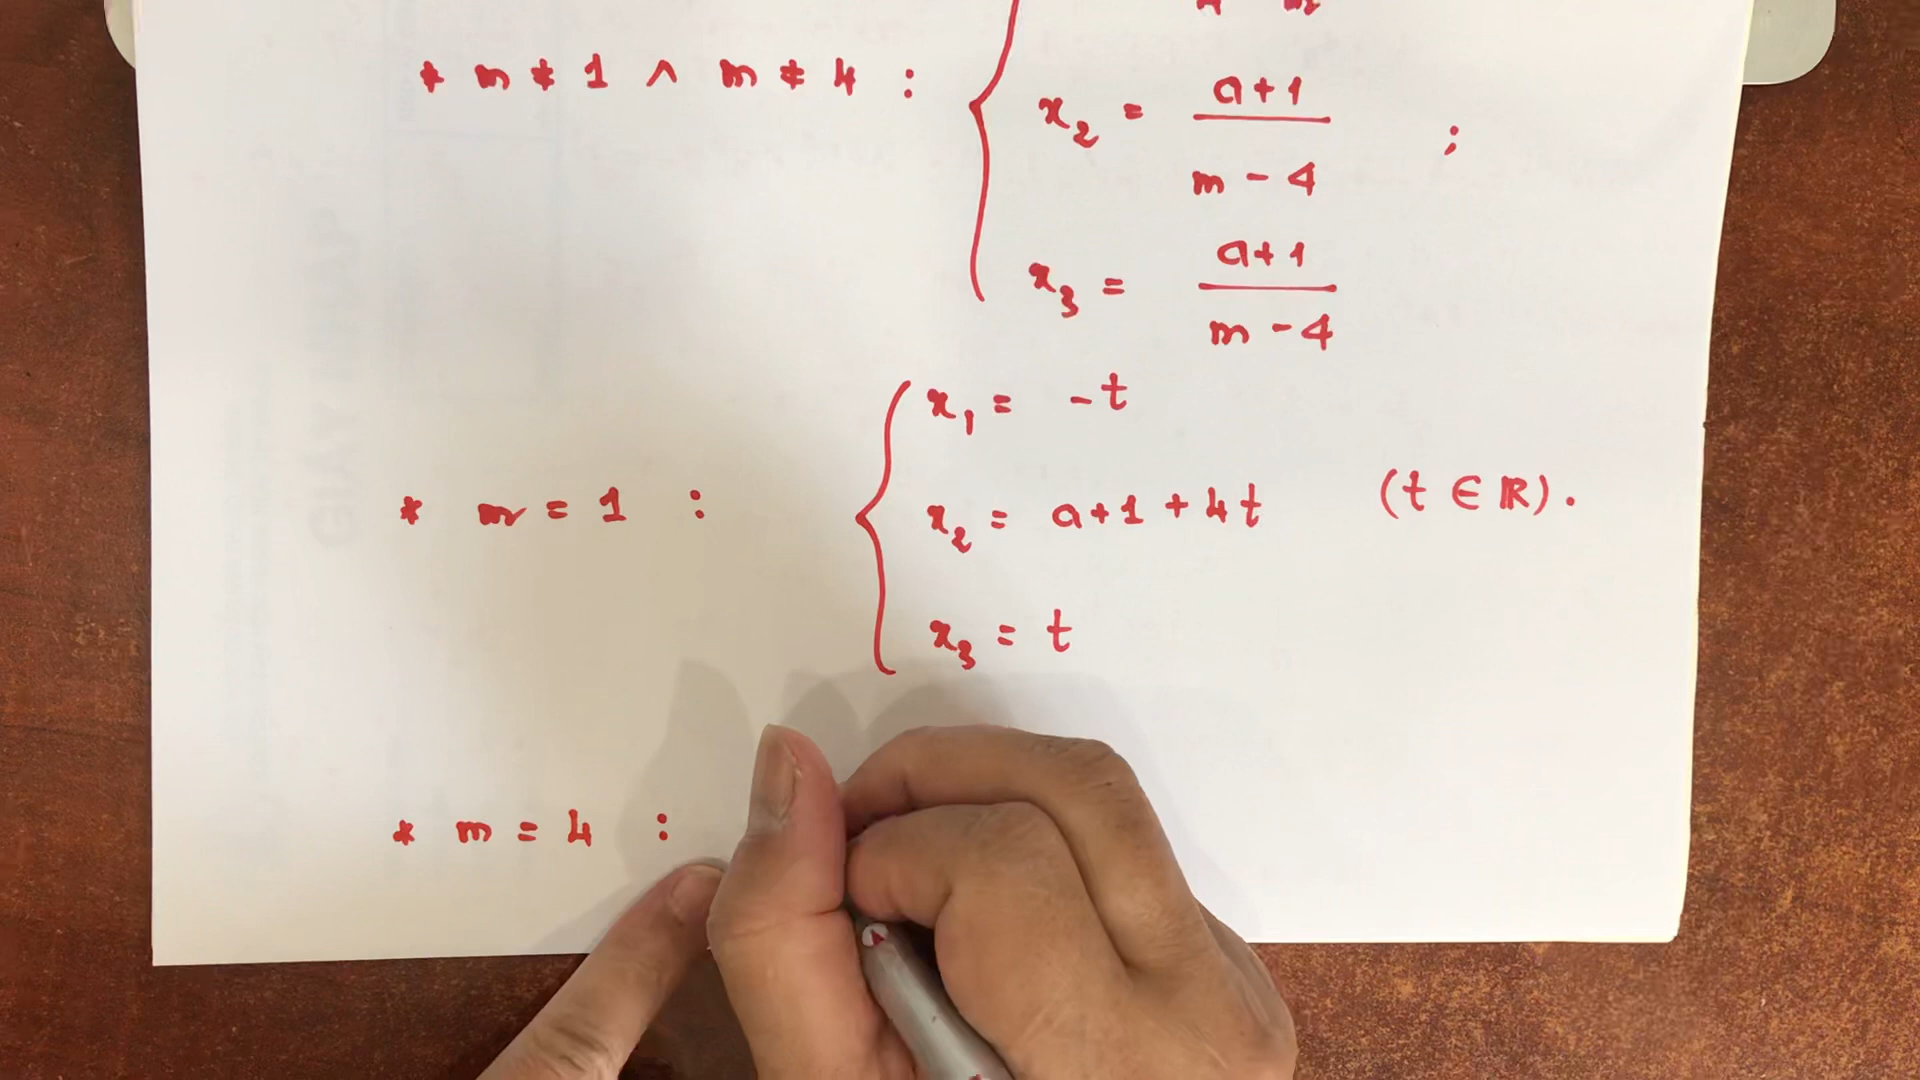 * m ≠ 1 ∧ m ≠ 4 :
x₂ = (a+1)/(m-4) ;
x₃ = (a+1)/(m-4)
x₁ = -t
* m = 1 : x₂ = a+1+4t (t ∈ ℝ).
x₃ = t
* m = 4 :